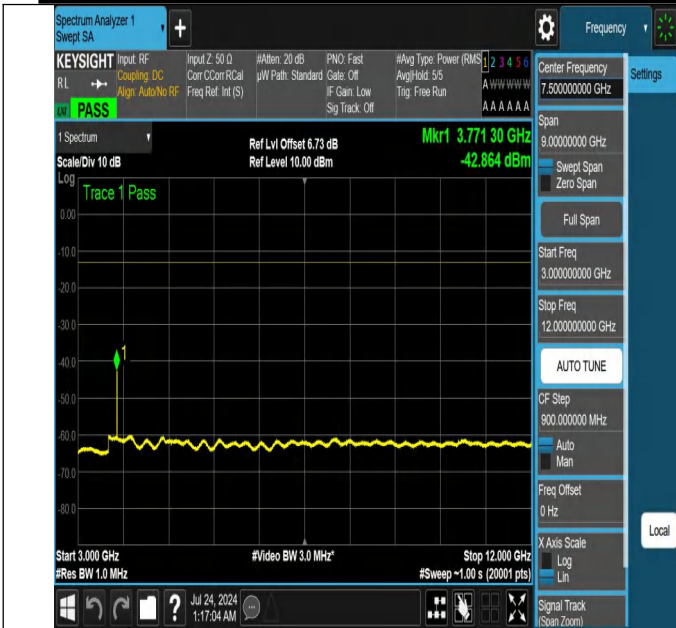 Spectrum Analyzer 1
Swept SA
+
Frequency
KEYSIGHT
RL
PASS
Input: RF
Coupling: DC
Align: Auto/No RF
Input Z: 50 Ω
Corr CCorr RCal
Freq Ref: Int (S)
#Atten: 20 dB
µW Path: Standard
PNO: Fast
Gate: Off
IF Gain: Low
Sig Track: Off
#Avg Type: Power (RMS
Avg|Hold: 5/5
Trig: Free Run
1 2 3 4 5 6
A W W W W W
A A A A A A
1 Spectrum
Scale/Div 10 dB
Log
Ref Lvl Offset 6.73 dB
Ref Level 10.00 dBm
Mkr1 3.771 30 GHz
-42.864 dBm
Trace 1 Pass
0.00
-10.0
-20.0
-30.0
-40.0
-50.0
-60.0
-70.0
-80.0
1
Start 3.000 GHz
#Res BW 1.0 MHz
#Video BW 3.0 MHz*
Stop 12.000 GHz
#Sweep ~1.00 s (20001 pts)
?
Jul 24, 2024
1:17:04 AM
Center Frequency
7.500000000 GHz
Span
9.00000000 GHz
Swept Span
Zero Span
Full Span
Start Freq
3.000000000 GHz
Stop Freq
12.000000000 GHz
AUTO TUNE
CF Step
900.000000 MHz
Auto
Man
Freq Offset
0 Hz
X Axis Scale
Log
Lin
Signal Track
(Span Zoom)
Settings
Local